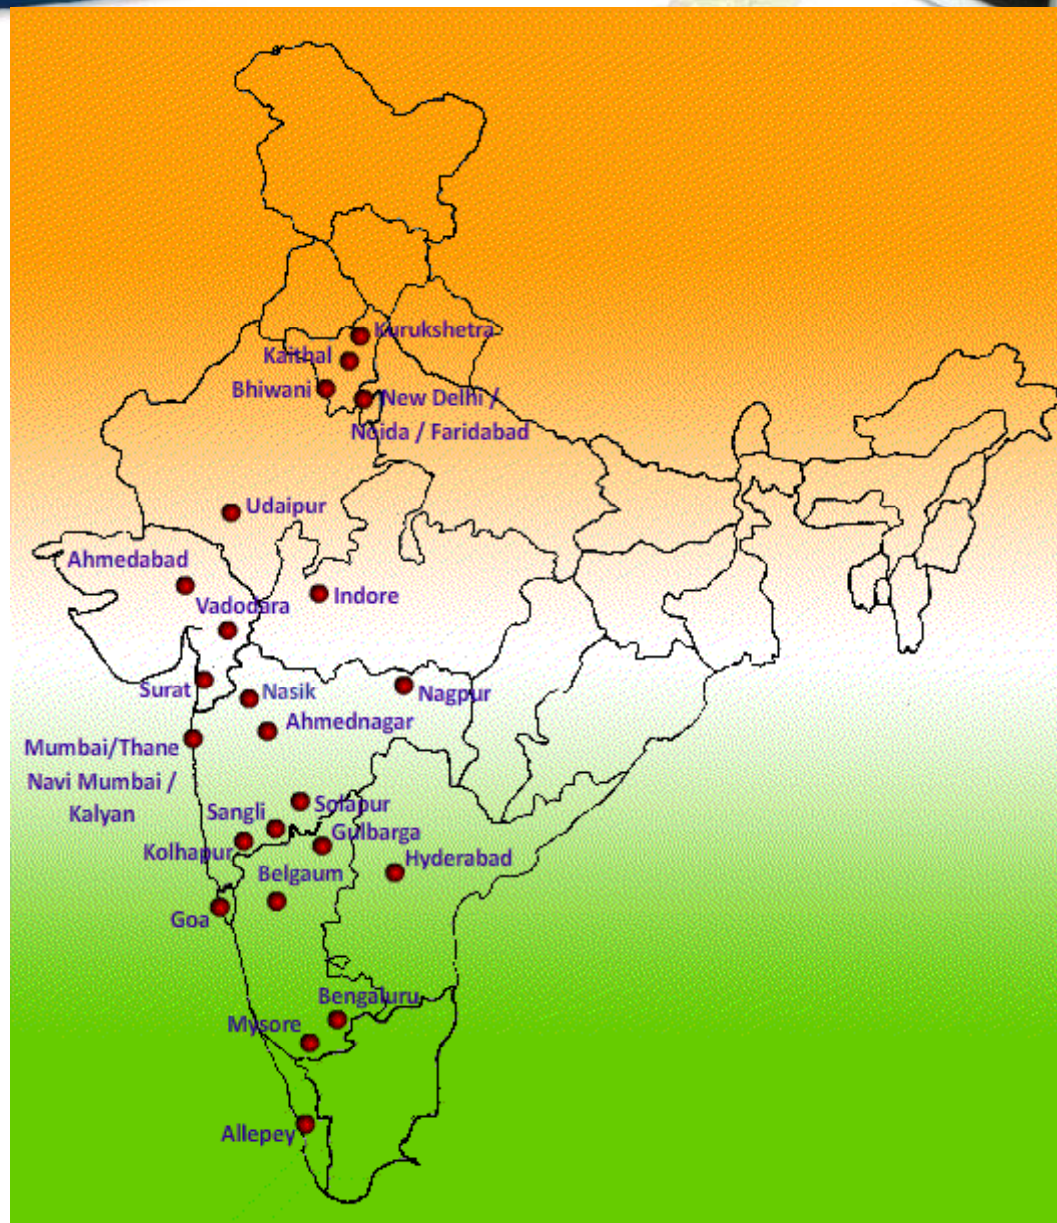 Kurukshetra
Kaithal
Bhiwani
New Delhi /
Noida / Faridabad
Udaipur
Ahmedabad
Indore
Vadodara
Surat
Nasik
Nagpur
Ahmednagar
Mumbai/Thane
Navi Mumbai /
Kalyan
Solapur
Sangli
Gulbarga
Kolhapur
Hyderabad
Belgaum
Goa
Bengaluru
Mysore
Allepey